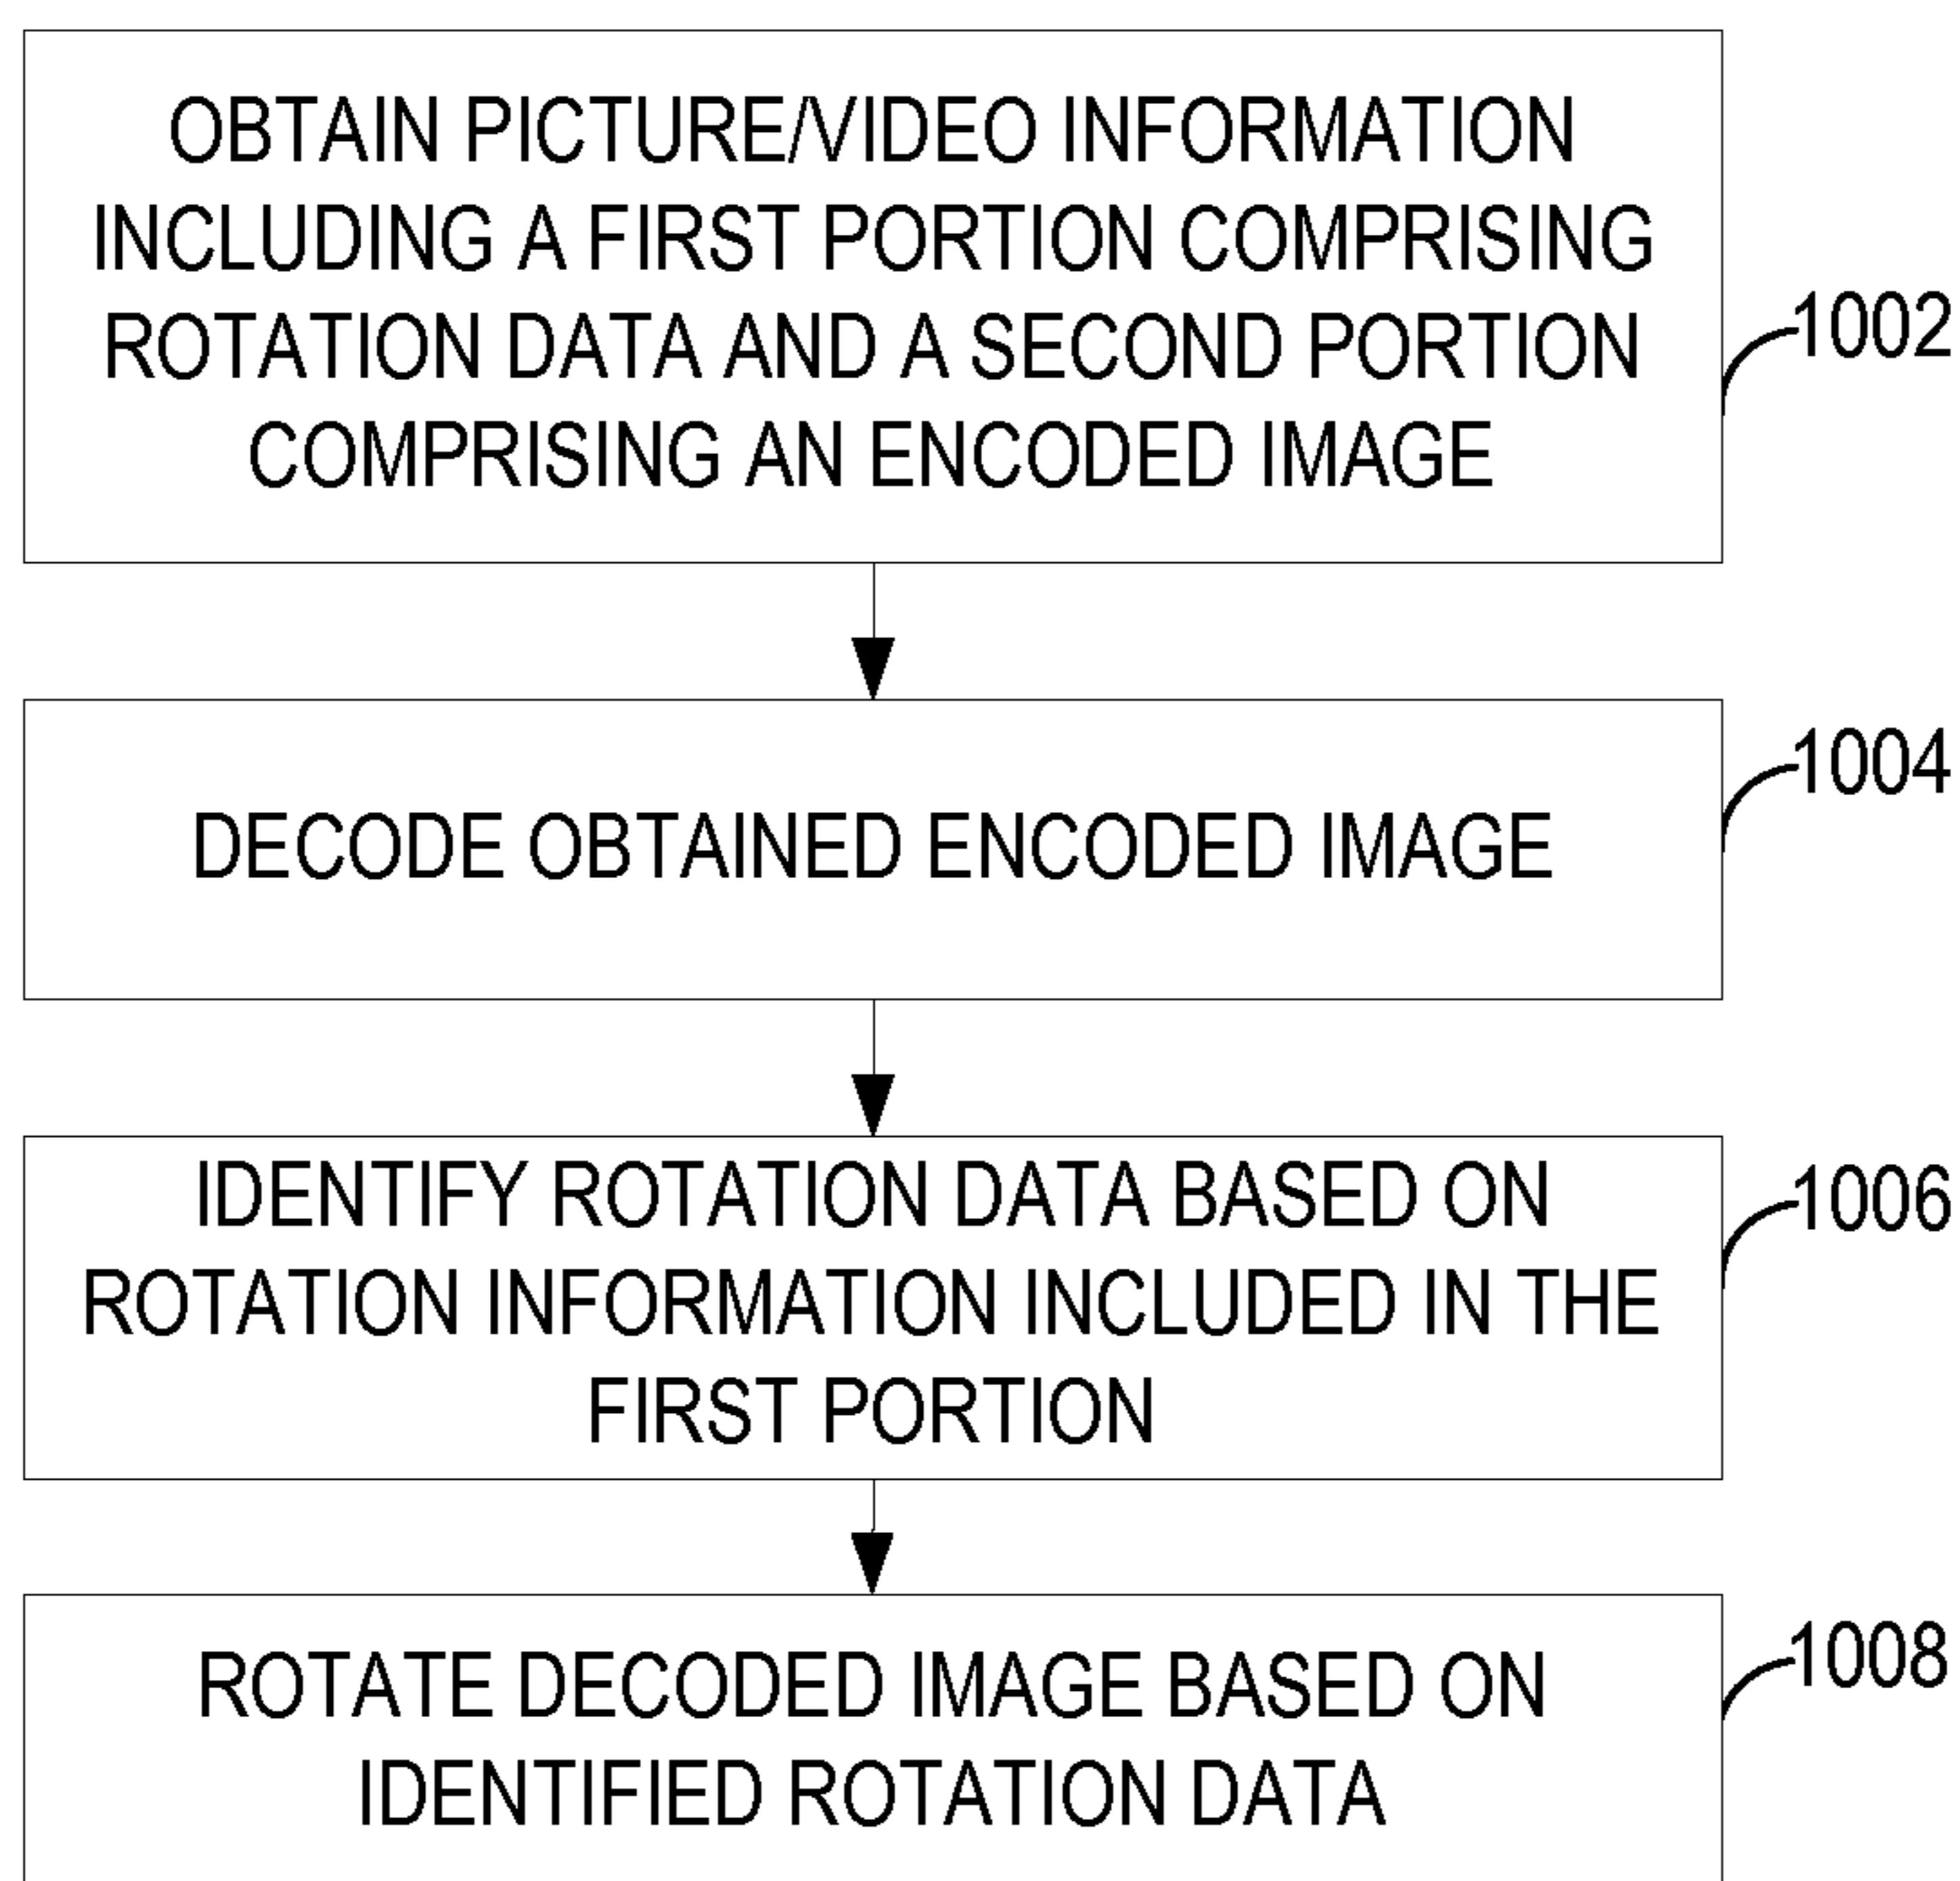 OBTAIN PICTURE/VIDEO INFORMATION
INCLUDING A FIRST PORTION COMPRISING
ROTATION DATA AND A SECOND PORTION
COMPRISING AN ENCODED IMAGE
1002
1004
DECODE OBTAINED ENCODED IMAGE
IDENTIFY ROTATION DATA BASED ON
1006
ROTATION INFORMATION INCLUDED IN THE
FIRST PORTION
1008
ROTATE DECODED IMAGE BASED ON
IDENTIFIED ROTATION DATA